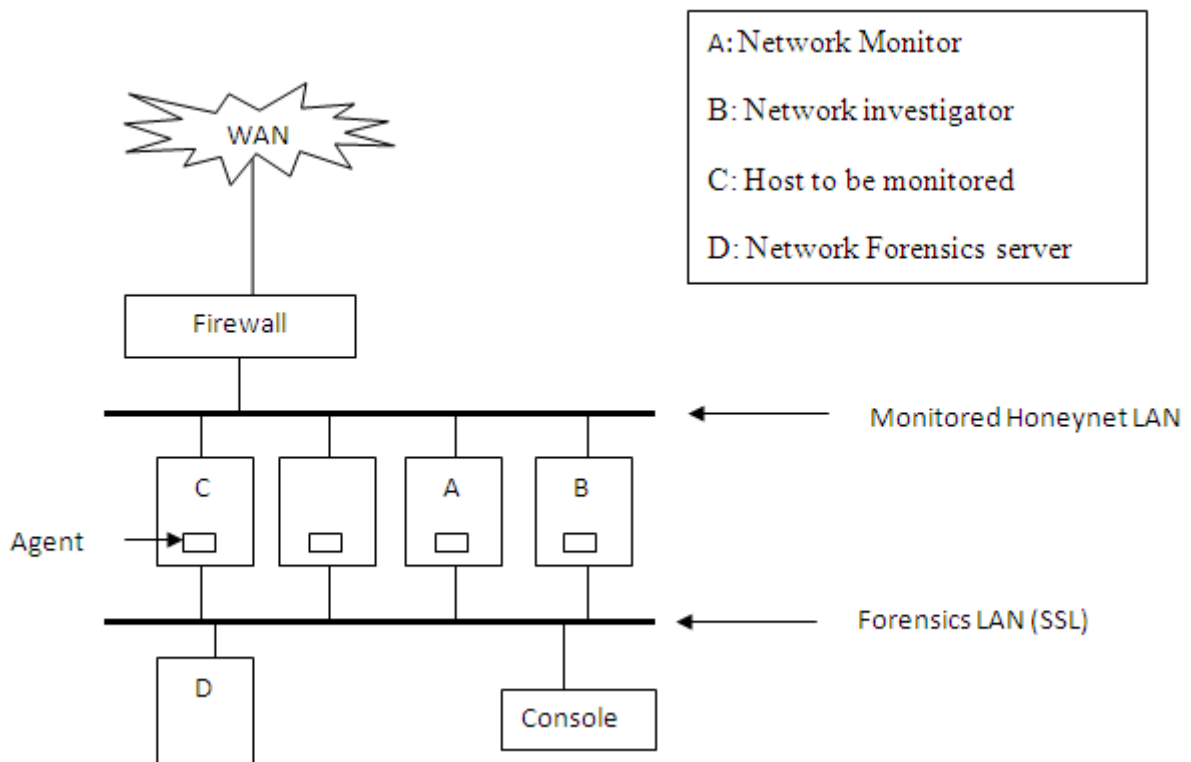 WAN
A: Network Monitor
B: Network investigator
C: Host to be monitored
D: Network Forensics server
Firewall
Monitored Honeynet LAN
C
A
B
Agent
Forensics LAN (SSL)
D
Console